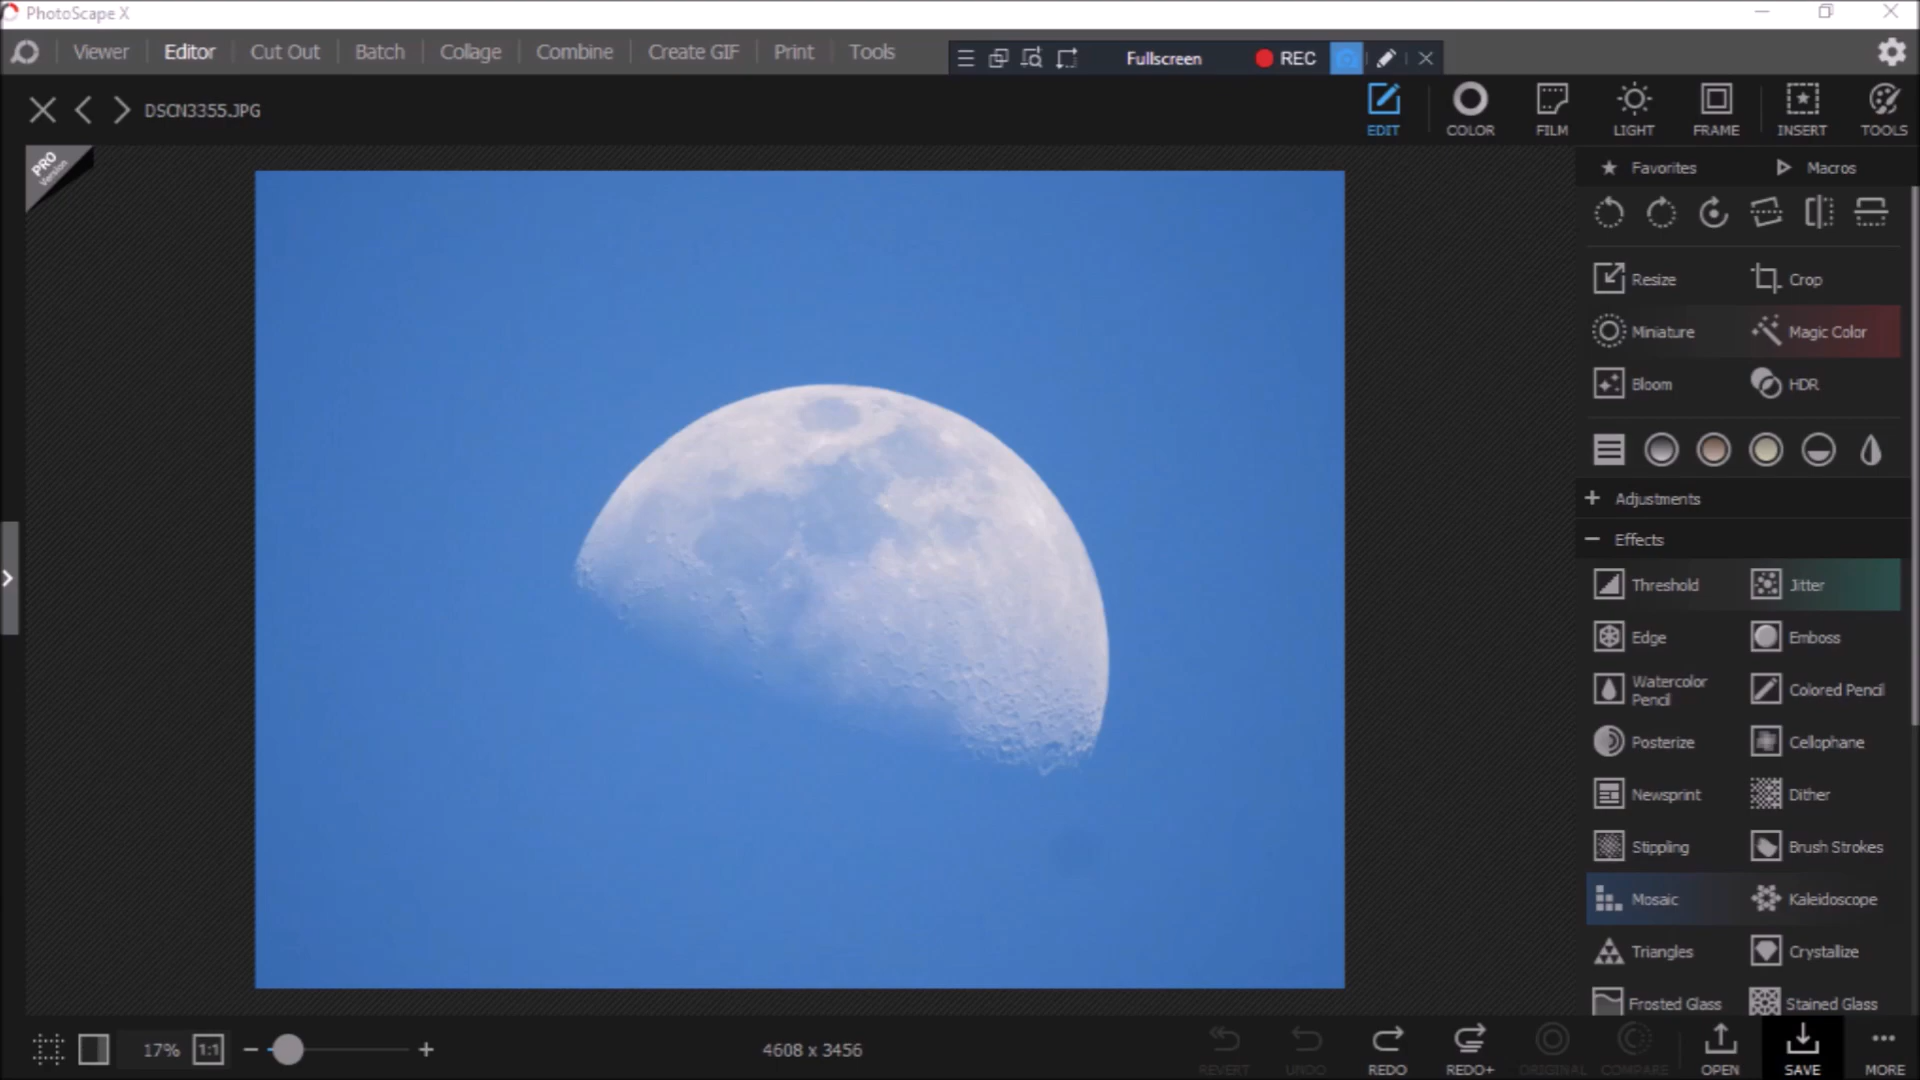 PhotoScape X
Viewer
Editor
Cut Out
Batch
Collage
Combine
Create GIF
Print
Tools
Fullscreen
REC
DSCN3355.JPG
EDIT
COLOR
FILM
LIGHT
FRAME
INSERT
TOOLS
PRO
Version
Favorites
Macros
Resize
Crop
Miniature
Magic Color
Bloom
HDR
Adjustments
Effects
Threshold
Jitter
Edge
Emboss
Watercolor
Pencil
Colored Pencil
Posterize
Cellophane
Newsprint
Dither
Stippling
Brush Strokes
Mosaic
Kaleidoscope
Triangles
Crystallize
Frosted Glass
Stained Glass
17%
1:1
4608 x 3456
REVERT
UNDO
REDO
REDO+
ORIGINAL
COMPARE
OPEN
SAVE
MORE